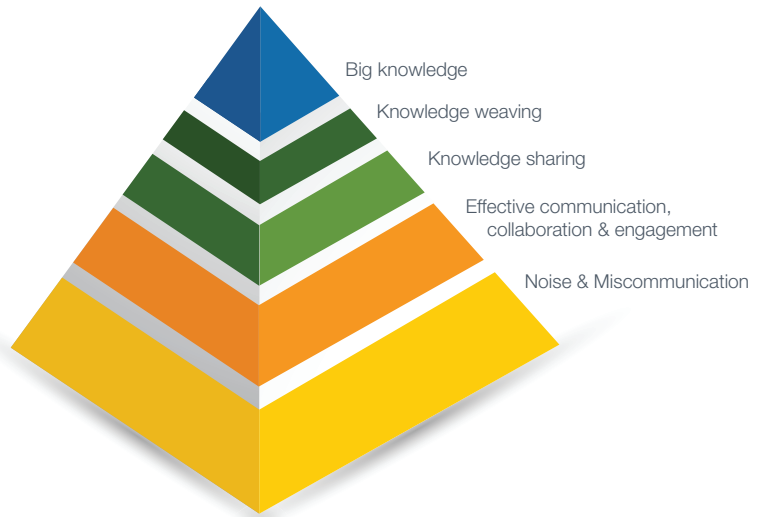 Big knowledge
Knowledge weaving
Knowledge sharing
Effective communication,
collaboration & engagement
Noise & Miscommunication